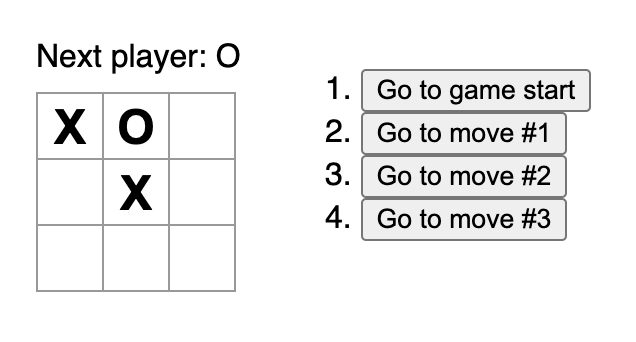 Next player: O
X O
X
1. Go to game start
2. Go to move #1
3. Go to move #2
4. Go to move #3